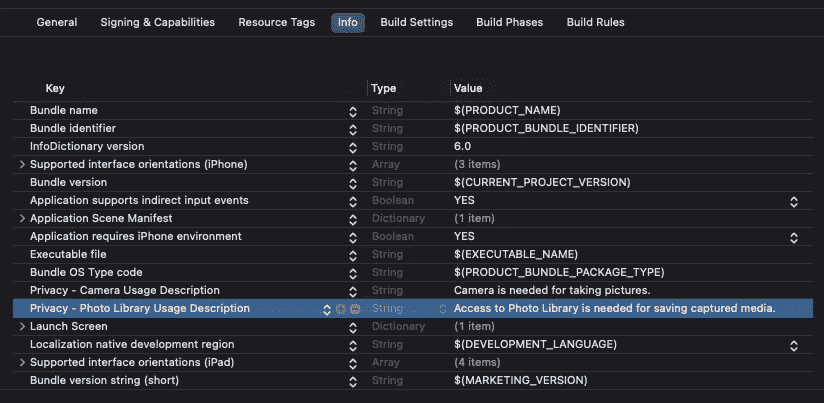 General Signing & Capabilities Resource Tags Info Build Settings Build Phases Build Rules
Key Type Value
Bundle name String $(PRODUCT_NAME)
Bundle identifier String $(PRODUCT_BUNDLE_IDENTIFIER)
InfoDictionary version String 6.0
Supported interface orientations (iPhone) Array (3 items)
Bundle version String $(CURRENT_PROJECT_VERSION)
Application supports indirect input events Boolean YES
Application Scene Manifest Dictionary (1 item)
Application requires iPhone environment Boolean YES
Executable file String $(EXECUTABLE_NAME)
Bundle OS Type code String $(PRODUCT_BUNDLE_PACKAGE_TYPE)
Privacy - Camera Usage Description String Camera is needed for taking pictures.
Privacy - Photo Library Usage Description String Access to Photo Library is needed for saving captured media.
Launch Screen Dictionary (1 item)
Localization native development region String $(DEVELOPMENT_LANGUAGE)
Supported interface orientations (iPad) Array (4 items)
Bundle version string (short) String $(MARKETING_VERSION)